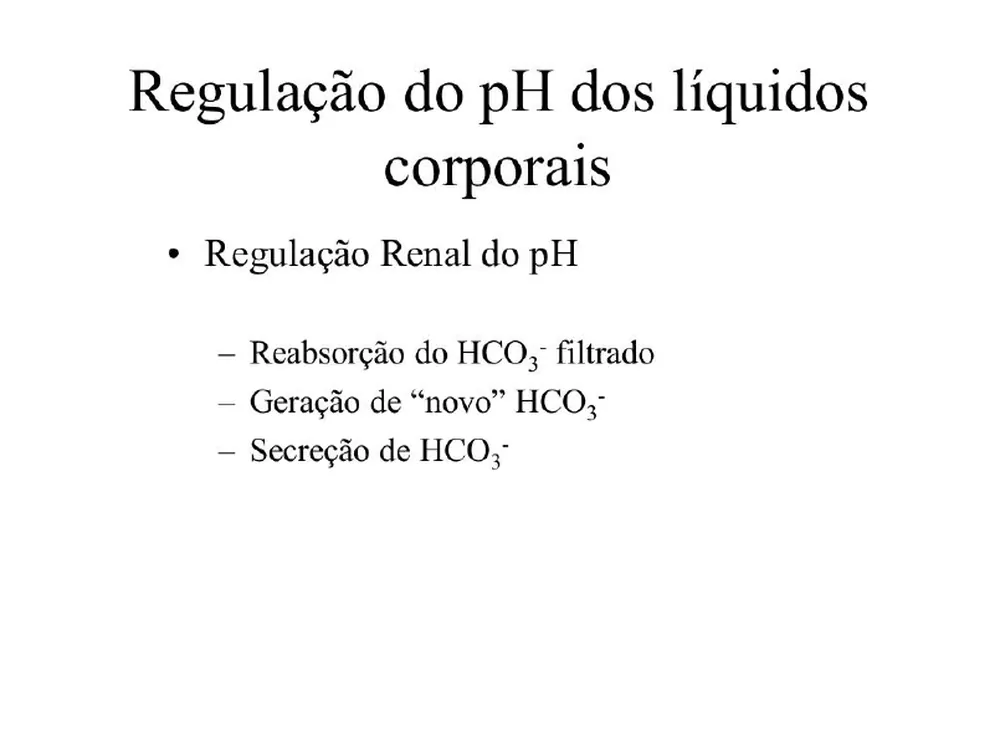 Regulação do pH dos líquidos
corporais
• Regulação Renal do pH
– Reabsorção do HCO₃⁻ filtrado
– Geração de “novo” HCO₃⁻
– Secreção de HCO₃⁻